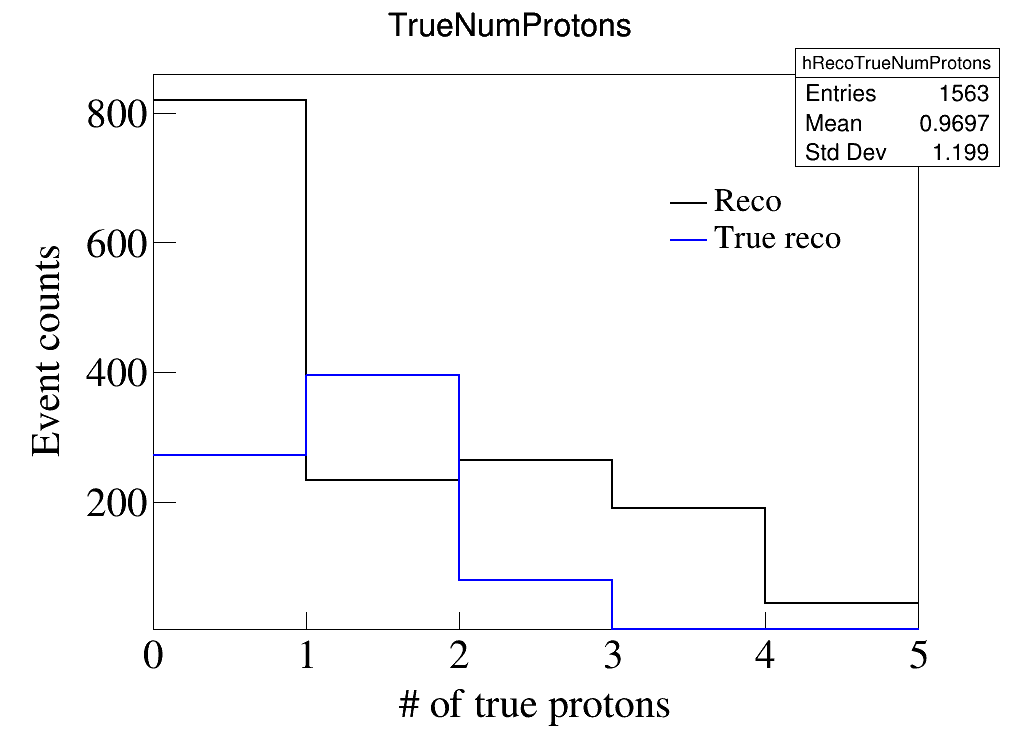 TrueNumProtons
hRecoTrueNumProtons
Entries 1563
Mean 0.9697
Std Dev 1.199
Reco
True reco
800
600
400
200
Event counts
0 1 2 3 4 5
# of true protons